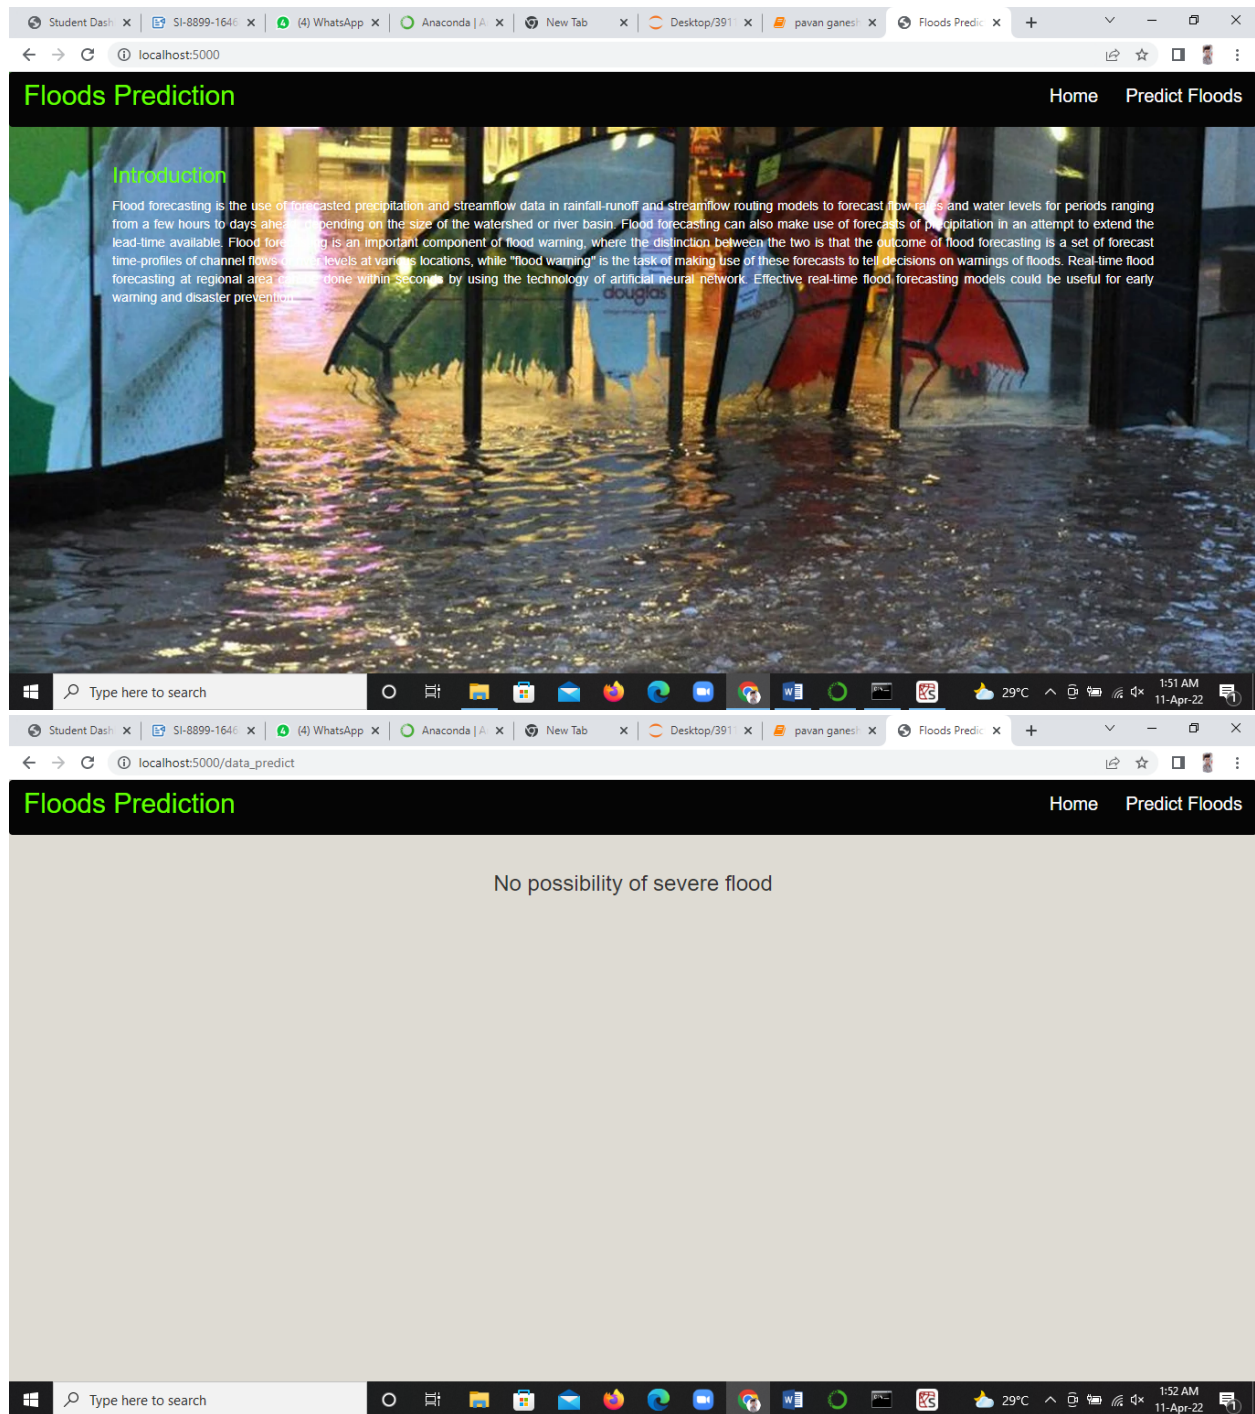 Student Dash
SI-8899-1646
(4) WhatsApp
Anaconda | A
New Tab
Desktop/391
pavan ganesh
Floods Predic
localhost:5000
Floods Prediction
Home
Predict Floods
Introduction
Flood forecasting is the use of forecasted precipitation and streamflow data in rainfall-runoff and streamflow routing models to forecast flow rates and water levels for periods ranging
from a few hours to days ahead, depending on the size of the watershed or river basin. Flood forecasting can also make use of forecasts of precipitation in an attempt to extend the
lead-time available. Flood forecasting is an important component of flood warning, where the distinction between the two is that the outcome of flood forecasting is a set of forecast
time-profiles of channel flows or river levels at various locations, while "flood warning" is the task of making use of these forecasts to tell decisions on warnings of floods. Real-time flood
forecasting at regional area can be done within seconds by using the technology of artificial neural network. Effective real-time flood forecasting models could be useful for early
warning and disaster prevention.
douglas
Type here to search
29°C
1:51 AM
11-Apr-22
Student Dash
SI-8899-1646
(4) WhatsApp
Anaconda | A
New Tab
Desktop/391
pavan ganesh
Floods Predic
localhost:5000/data_predict
Floods Prediction
Home
Predict Floods
No possibility of severe flood
Type here to search
29°C
1:52 AM
11-Apr-22